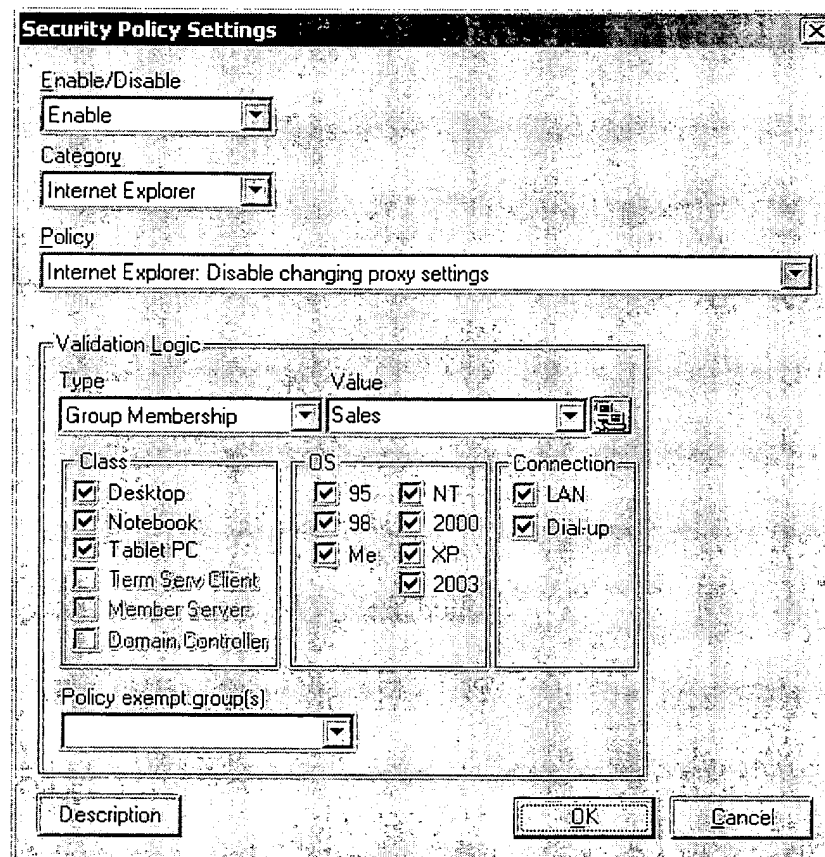 Security Policy Settings
Enable/Disable
Enable
Category
Internet Explorer
Policy
Internet Explorer: Disable changing proxy settings
Validation Logic
Type Value
Group Membership Sales
Class OS Connection
Desktop 95 NT LAN
Notebook 98 2000 Dial-up
Tablet PC Me XP
Term Serv Client 2003
Member Server
Domain Controller
Policy exempt group(s)
Description OK Cancel